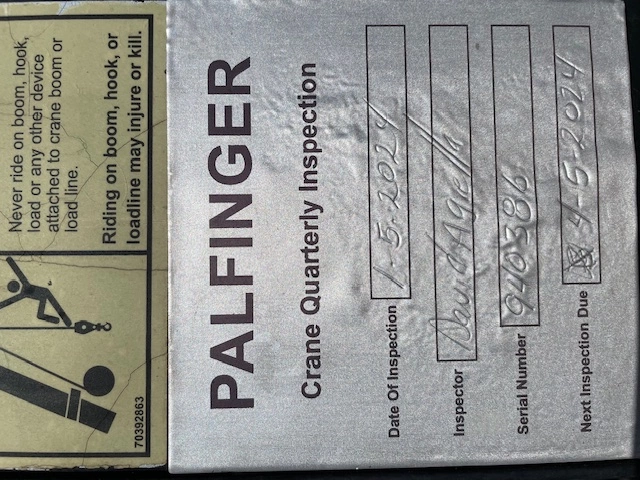 Never ride on boom, hook,
load or any other device
attached to crane boom or
load line.
Riding on boom, hook, or
loadline may injure or kill.
70392863
PALFINGER
Crane Quarterly Inspection
Date Of Inspection 1-5-2024
Inspector David
Serial Number 940386
Next Inspection Due 4-5-2024